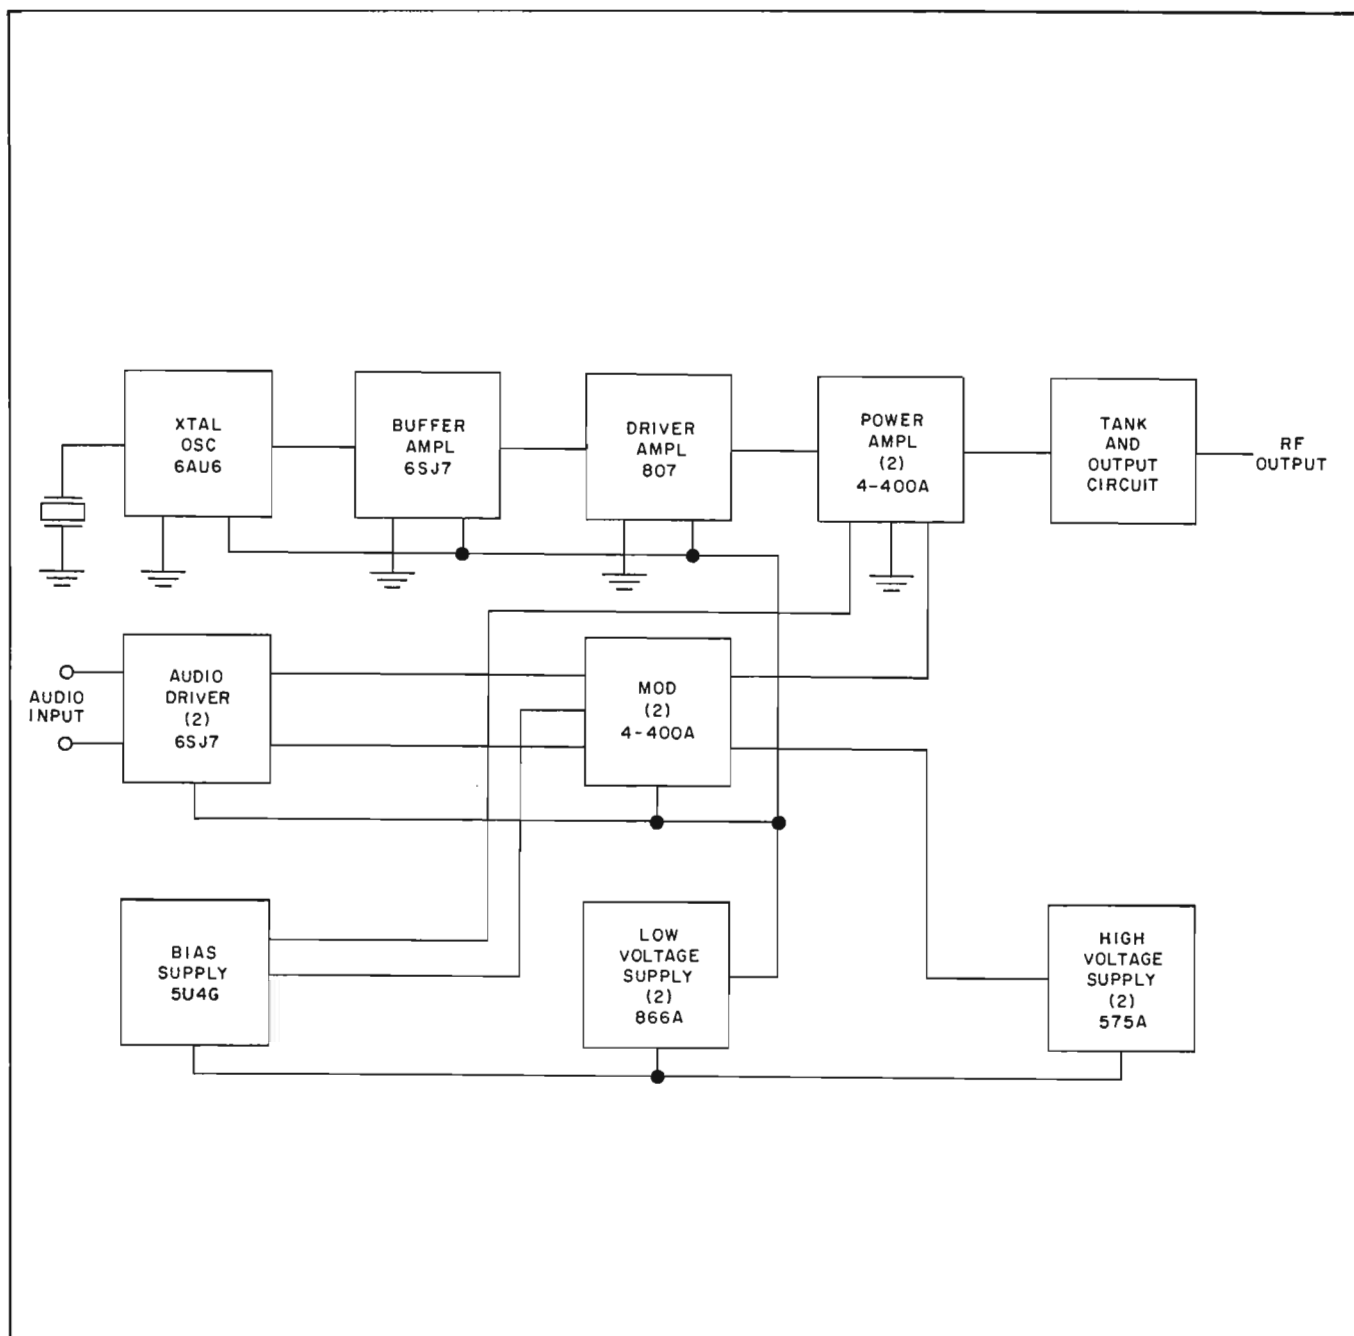 XTAL
OSC
6AU6
BUFFER
AMPL
6SJ7
DRIVER
AMPL
807
POWER
AMPL
(2)
4-400A
TANK
AND
OUTPUT
CIRCUIT
RF
OUTPUT
AUDIO
INPUT
AUDIO
DRIVER
(2)
6SJ7
MOD
(2)
4-400A
BIAS
SUPPLY
5U4G
LOW
VOLTAGE
SUPPLY
(2)
866A
HIGH
VOLTAGE
SUPPLY
(2)
575A